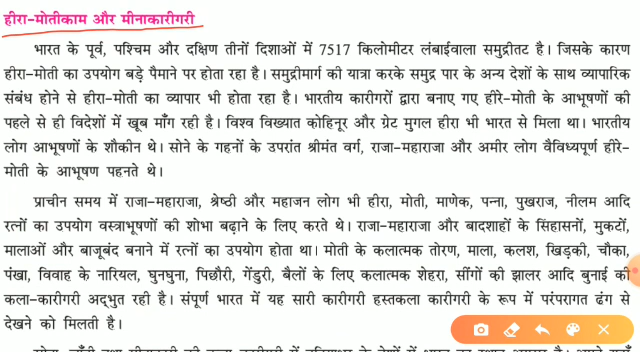 हीरा-मोतीकाम और मीनाकारीगरी
भारत के पूर्व, पश्चिम और दक्षिण तीनों दिशाओं में 7517 किलोमीटर लंबाईवाला समुद्रीतट है। जिसके कारण
हीरा-मोती का उपयोग बड़े पैमाने पर होता रहा है। समुद्रीमार्ग की यात्रा करके समुद्र पार के अन्य देशों के साथ व्यापारिक
संबंध होने से हीरा-मोती का व्यापार भी होता रहा है। भारतीय कारीगरों द्वारा बनाए गए हीरे-मोती के आभूषणों की
पहले से ही विदेशों में खूब माँग रही है। विश्व विख्यात कोहिनूर और ग्रेट मुगल हीरा भी भारत से मिला था। भारतीय
लोग आभूषणों के शौकीन थे। सोने के गहनों के उपरांत श्रीमंत वर्ग, राजा-महाराजा और अमीर लोग वैविध्यपूर्ण हीरे-
मोती के आभूषण पहनते थे।
प्राचीन समय में राजा-महाराजा, श्रेष्ठी और महाजन लोग भी हीरा, मोती, माणेक, पन्ना, पुखराज, नीलम आदि
रत्नों का उपयोग वस्त्राभूषणों की शोभा बढ़ाने के लिए करते थे। राजा-महाराजा और बादशाहों के सिंहासनों, मुकटों,
मालाओं और बाजूबंद बनाने में रत्नों का उपयोग होता था। मोती के कलात्मक तोरण, माला, कलश, खिड़की, चौका,
पंखा, विवाह के नारियल, घुनघुना, पिछौरी, गेंडुरी, बैलों के लिए कलात्मक शेहरा, सींगों की झालर आदि बुनाई की
कला-कारीगरी अद्‌भुत रही है। संपूर्ण भारत में यह सारी कारीगरी हस्तकला कारीगरी के रूप में परंपरागत ढंग से
देखने को मिलती है।